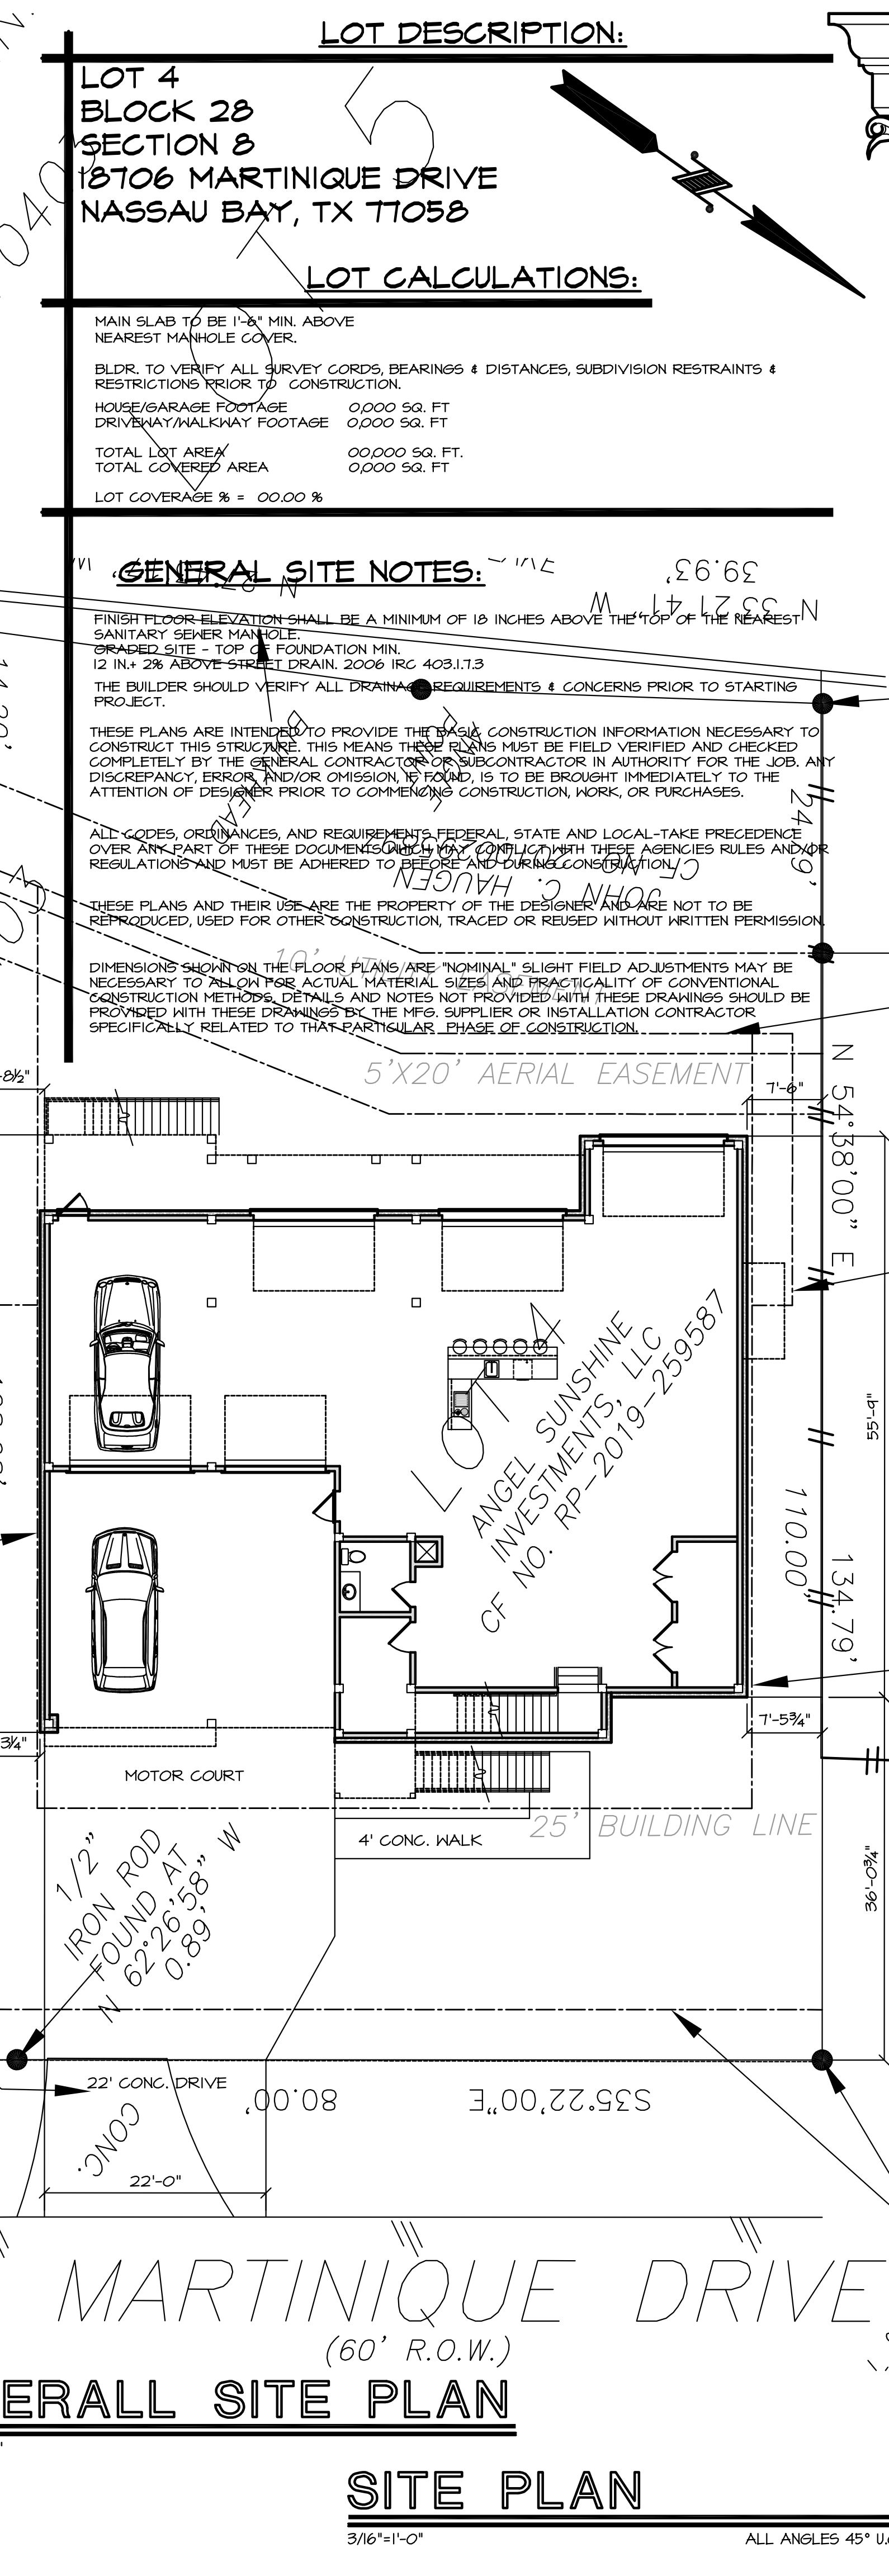 LOT DESCRIPTION:
LOT 4
BLOCK 28
SECTION 8
18706 MARTINIQUE DRIVE
NASSAU BAY, TX 77058
LOT 5
LOT CALCULATIONS:
MAIN SLAB TO BE 1'-6" MIN. ABOVE
NEAREST MANHOLE COVER.
BLDR. TO VERIFY ALL SURVEY CORDS, BEARINGS & DISTANCES, SUBDIVISION RESTRAINTS &
RESTRICTIONS PRIOR TO CONSTRUCTION.
HOUSE/GARAGE FOOTAGE 0,000 SQ. FT
DRIVEWAY/WALKWAY FOOTAGE 0,000 SQ. FT
TOTAL LOT AREA 00,000 SQ. FT.
TOTAL COVERED AREA 0,000 SQ. FT
LOT COVERAGE % = 00.00 %
GENERAL SITE NOTES:
39.93'
N 33°21'41" W
FINISH FLOOR ELEVATION SHALL BE A MINIMUM OF 18 INCHES ABOVE THE TOP OF THE NEAREST
SANITARY SEWER MANHOLE.
GRADED SITE - TOP OF FOUNDATION MIN.
12 IN.+ 2% ABOVE STREET DRAIN. 2006 IRC 403.1.7.3
THE BUILDER SHOULD VERIFY ALL DRAINAGE REQUIREMENTS & CONCERNS PRIOR TO STARTING
PROJECT.
THESE PLANS ARE INTENDED TO PROVIDE THE BASIC CONSTRUCTION INFORMATION NECESSARY TO
CONSTRUCT THIS STRUCTURE. THIS MEANS THESE PLANS MUST BE FIELD VERIFIED AND CHECKED
COMPLETELY BY THE GENERAL CONTRACTOR OR SUBCONTRACTOR IN AUTHORITY FOR THE JOB. ANY
DISCREPANCY, ERROR, AND/OR OMISSION, IF FOUND, IS TO BE BROUGHT IMMEDIATELY TO THE
ATTENTION OF DESIGNER PRIOR TO COMMENCING CONSTRUCTION, WORK, OR PURCHASES.
BULKHEAD
ANGLE
POINT
24.79'
ALL CODES, ORDINANCES, AND REQUIREMENTS FEDERAL, STATE AND LOCAL-TAKE PRECEDENCE
OVER ANY PART OF THESE DOCUMENTS WHICH MAY CONFLICT WITH THESE AGENCIES RULES AND/OR
REGULATIONS AND MUST BE ADHERED TO BEFORE AND DURING CONSTRUCTION.
JOHN C. HAUGEN
THESE PLANS AND THEIR USE ARE THE PROPERTY OF THE DESIGNER AND ARE NOT TO BE
REPRODUCED, USED FOR OTHER CONSTRUCTION, TRACED OR REUSED WITHOUT WRITTEN PERMISSION.
10' UTILITY EASEMENT
DIMENSIONS SHOWN ON THE FLOOR PLANS ARE "NOMINAL" SLIGHT FIELD ADJUSTMENTS MAY BE
NECESSARY TO ALLOW FOR ACTUAL MATERIAL SIZES AND PRACTICALITY OF CONVENTIONAL
CONSTRUCTION METHODS. DETAILS AND NOTES NOT PROVIDED WITH THESE DRAWINGS SHOULD BE
PROVIDED WITH THESE DRAWINGS BY THE MFG. SUPPLIER OR INSTALLATION CONTRACTOR
SPECIFICALLY RELATED TO THAT PARTICULAR PHASE OF CONSTRUCTION.
5'X20' AERIAL EASEMENT
-8½"
7'-6"
N 54°38'00" E
134.79'
110.00'
55'-9"
LOT 4
ANGEL SUNSHINE
INVESTMENTS, LLC
CF NO. RP-2019-259587
7'-5¾"
3¼"
MOTOR COURT
4' CONC. WALK
25' BUILDING LINE
36'-0¾"
1/2"
IRON ROD
FOUND AT
N 62°26'58" W
0.89'
22' CONC. DRIVE
CONC.
80.00'
S35°22'00"E
22'-0"
MARTINIQUE DRIVE
(60' R.O.W.)
ERALL SITE PLAN
SITE PLAN
3/16"=1'-0"
ALL ANGLES 45° U.